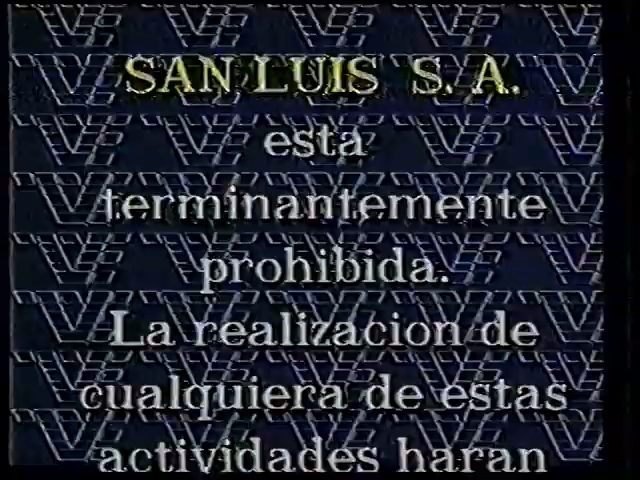 SAN LUIS S. A.
esta
terminantemente
prohibida.
La realizacion de
cualquiera de estas
actividades haran